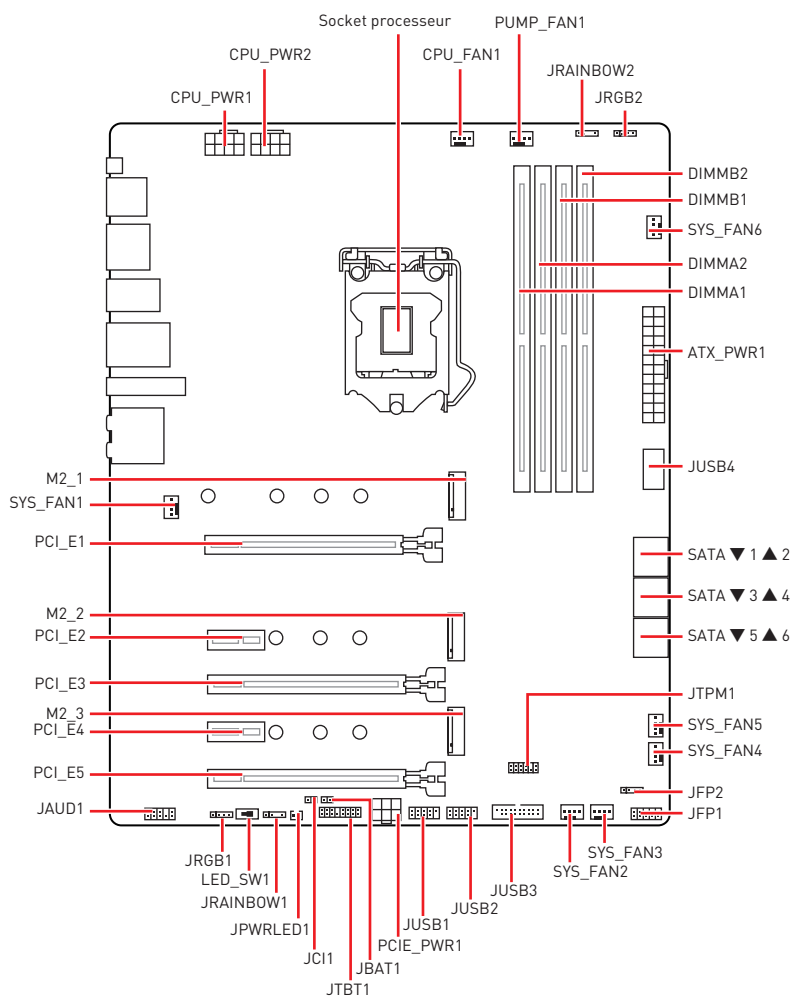 Socket processeur
PUMP_FAN1
CPU_PWR2
CPU_FAN1
JRAINBOW2
CPU_PWR1
JRGB2
DIMMB2
DIMMB1
SYS_FAN6
DIMMA2
DIMMA1
ATX_PWR1
JUSB4
M2_1
SYS_FAN1
PCI_E1
SATA ▼ 1 ▲ 2
SATA ▼ 3 ▲ 4
M2_2
PCI_E2
SATA ▼ 5 ▲ 6
PCI_E3
JTPM1
M2_3
PCI_E4
SYS_FAN5
SYS_FAN4
PCI_E5
JFP2
JAUD1
JFP1
JRGB1
LED_SW1
JRAINBOW1
JPWRLED1
JCI1
JTBT1
JBAT1
PCIE_PWR1
JUSB1
JUSB2
JUSB3
SYS_FAN2
SYS_FAN3